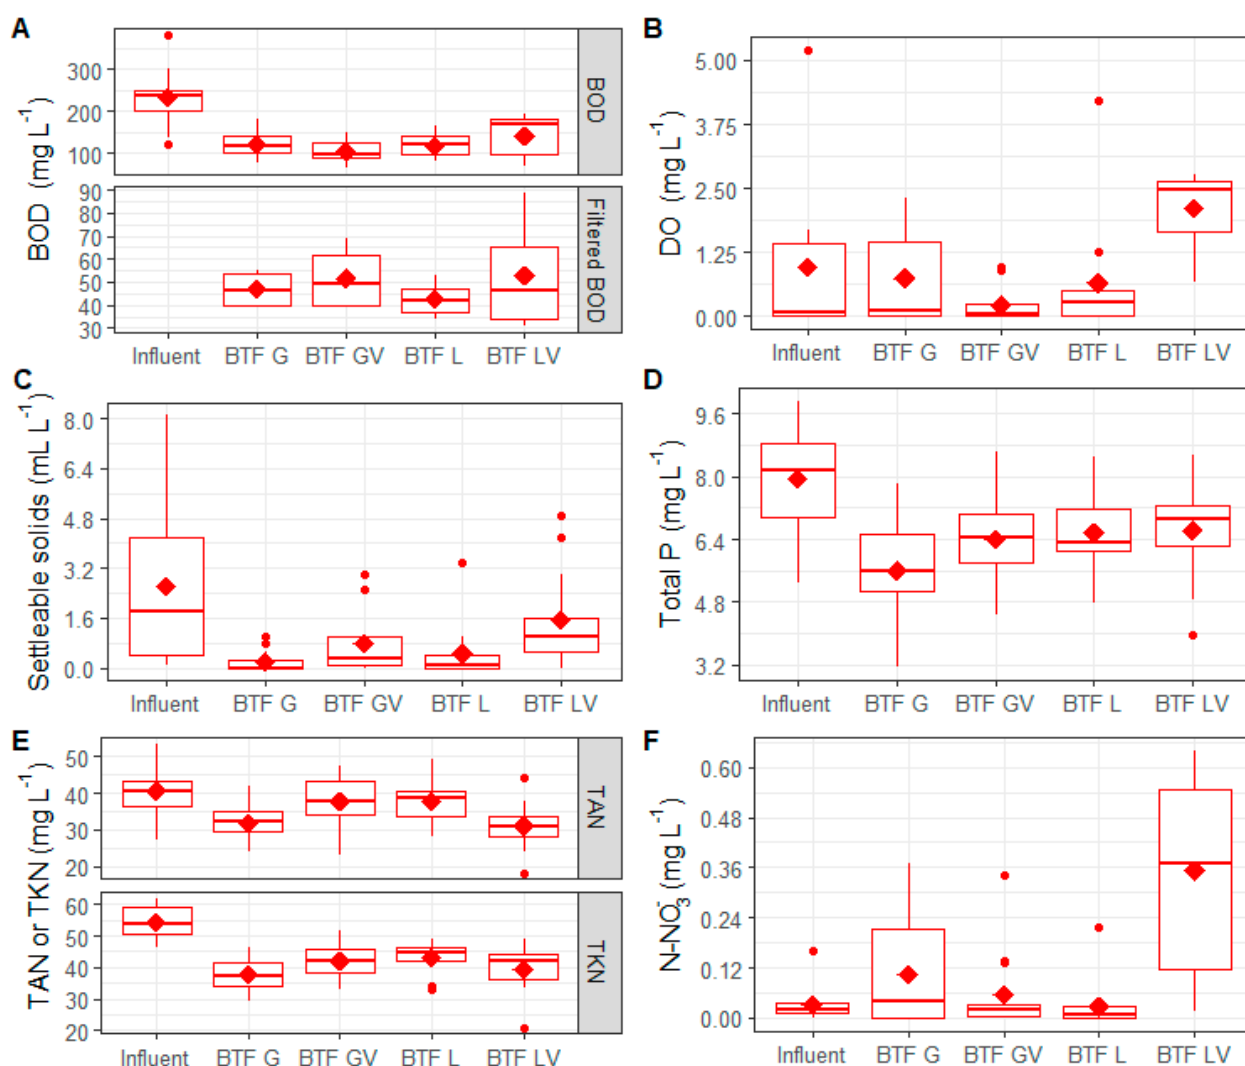 A
BOD (mg L⁻¹)
300
200
100
BOD
90
80
70
60
50
40
30
Filtered BOD
Influent BTF G BTF GV BTF L BTF LV
B
DO (mg L⁻¹)
5.00
3.75
2.50
1.25
0.00
Influent BTF G BTF GV BTF L BTF LV
C
Settleable solids (mL L⁻¹)
8.0
6.4
4.8
3.2
1.6
0.0
Influent BTF G BTF GV BTF L BTF LV
D
Total P (mg L⁻¹)
9.6
8.0
6.4
4.8
3.2
Influent BTF G BTF GV BTF L BTF LV
E
TAN or TKN (mg L⁻¹)
50
40
30
20
TAN
60
50
40
30
20
TKN
Influent BTF G BTF GV BTF L BTF LV
F
N-NO₃⁻ (mg L⁻¹)
0.60
0.48
0.36
0.24
0.12
0.00
Influent BTF G BTF GV BTF L BTF LV